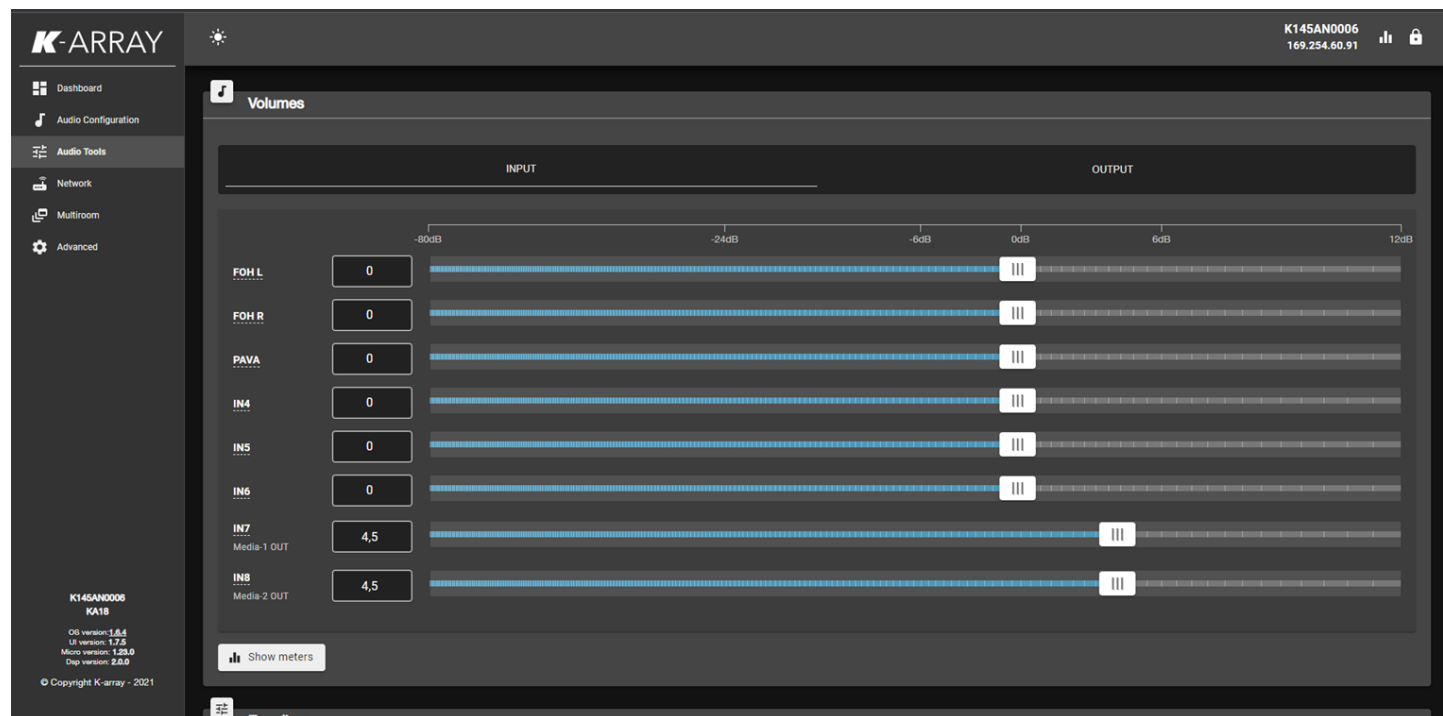 K-ARRAY
K145AN0006
169.254.60.91
Dashboard
Audio Configuration
Audio Tools
Network
Multiroom
Advanced
Volumes
INPUT OUTPUT
-80dB -24dB -6dB 0dB 6dB 12dB
FOH L 0
FOH R 0
PAVA 0
IN4 0
IN5 0
IN6 0
IN7
Media-1 OUT
4,5
IN8
Media-2 OUT
4,5
Show meters
K145AN0006
KA18
OS version:1.6.4
UI version: 1.7.5
Micro version: 1.23.0
Dsp version: 2.0.0
© Copyright K-array - 2021